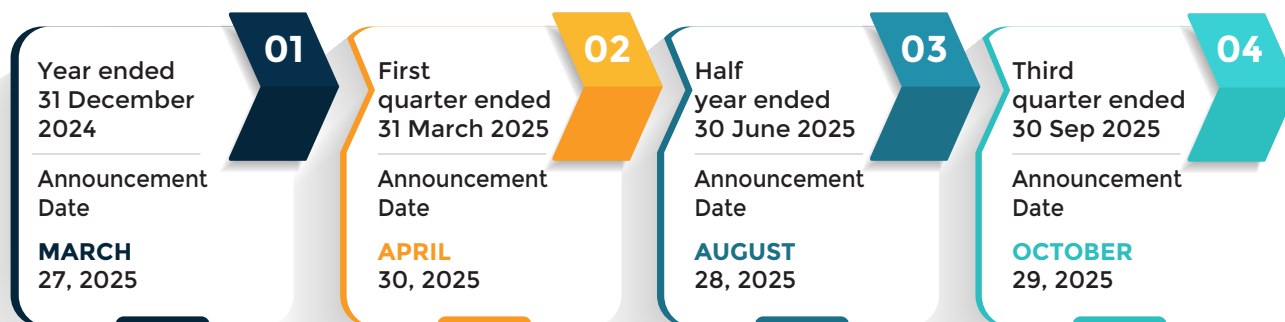 01
Year ended
31 December
2024
Announcement
Date
MARCH
27, 2025
02
First
quarter ended
31 March 2025
Announcement
Date
APRIL
30, 2025
03
Half
year ended
30 June 2025
Announcement
Date
AUGUST
28, 2025
04
Third
quarter ended
30 Sep 2025
Announcement
Date
OCTOBER
29, 2025